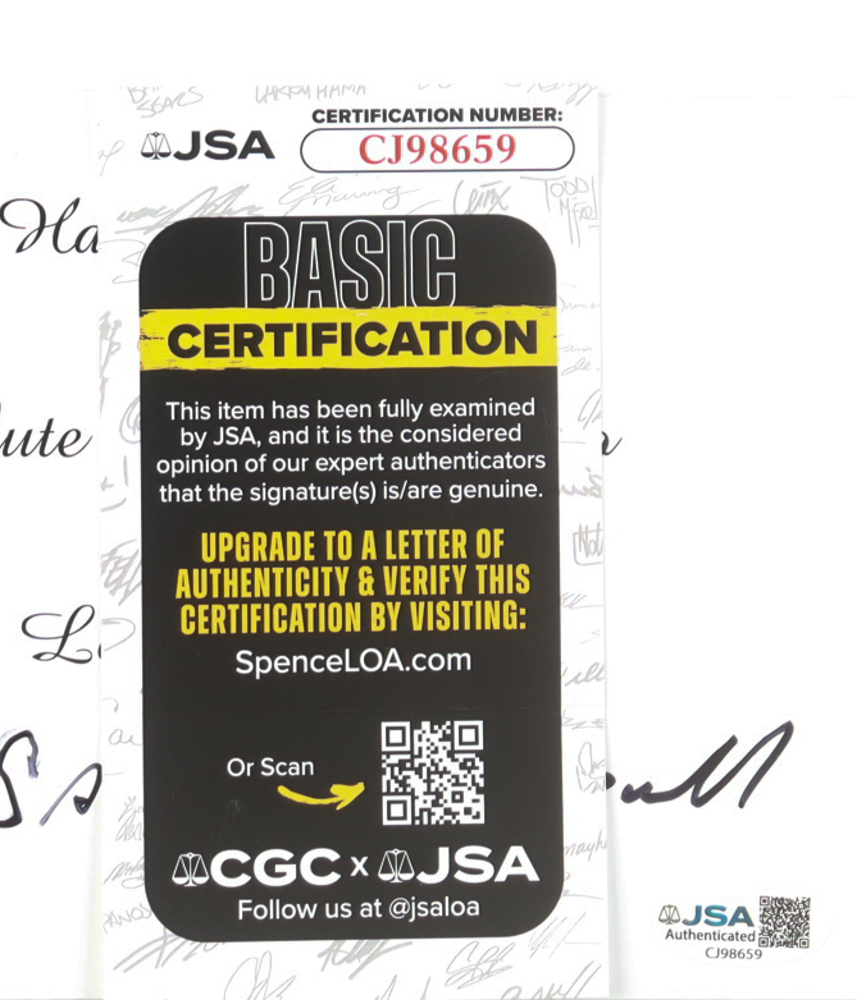 CERTIFICATION NUMBER:
JSA
CJ98659
Ha
BASIC
CERTIFICATION
This item has been fully examined
by JSA, and it is the considered
opinion of our expert authenticators
that the signature(s) is/are genuine.
ute
UPGRADE TO A LETTER OF
AUTHENTICITY & VERIFY THIS
CERTIFICATION BY VISITING:
SpenceLOA.com
Or Scan
CGC x JSA
Follow us at @jsaloa
JSA
Authenticated
CJ98659